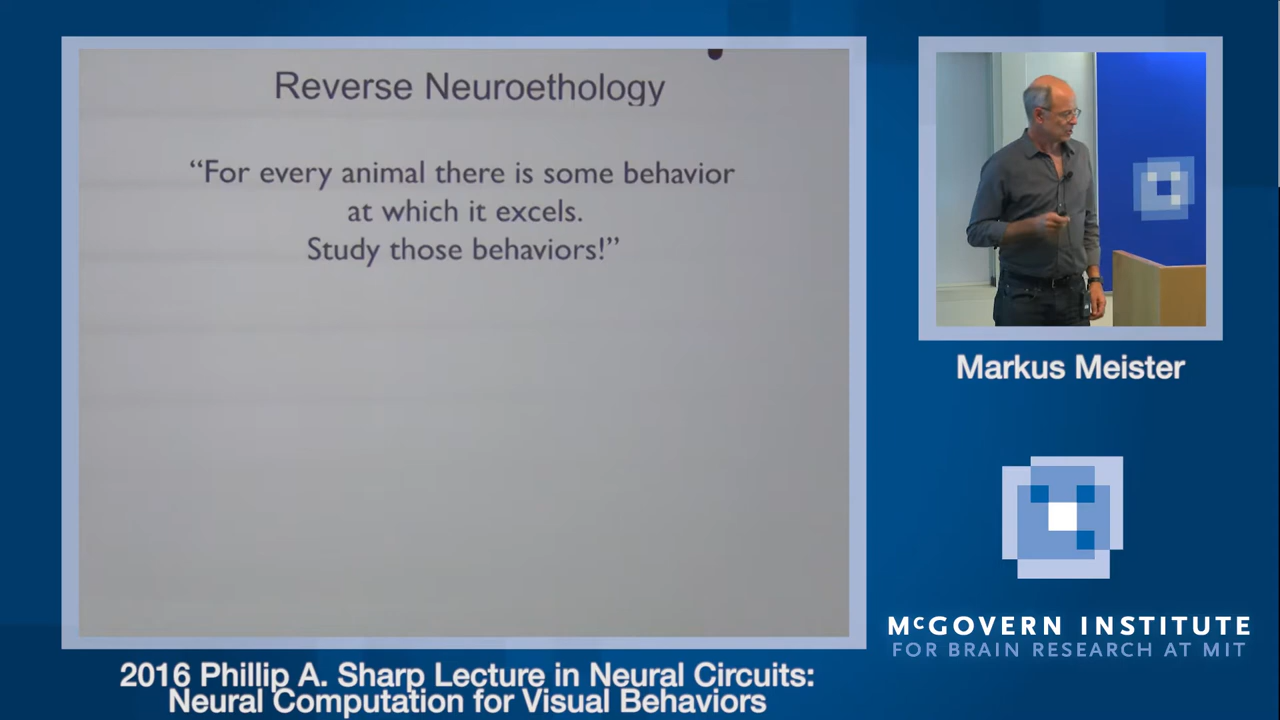 Reverse Neuroethology
“For every animal there is some behavior
at which it excels.
Study those behaviors!”
Markus Meister
McGOVERN INSTITUTE
FOR BRAIN RESEARCH AT MIT
2016 Phillip A. Sharp Lecture in Neural Circuits:
Neural Computation for Visual Behaviors